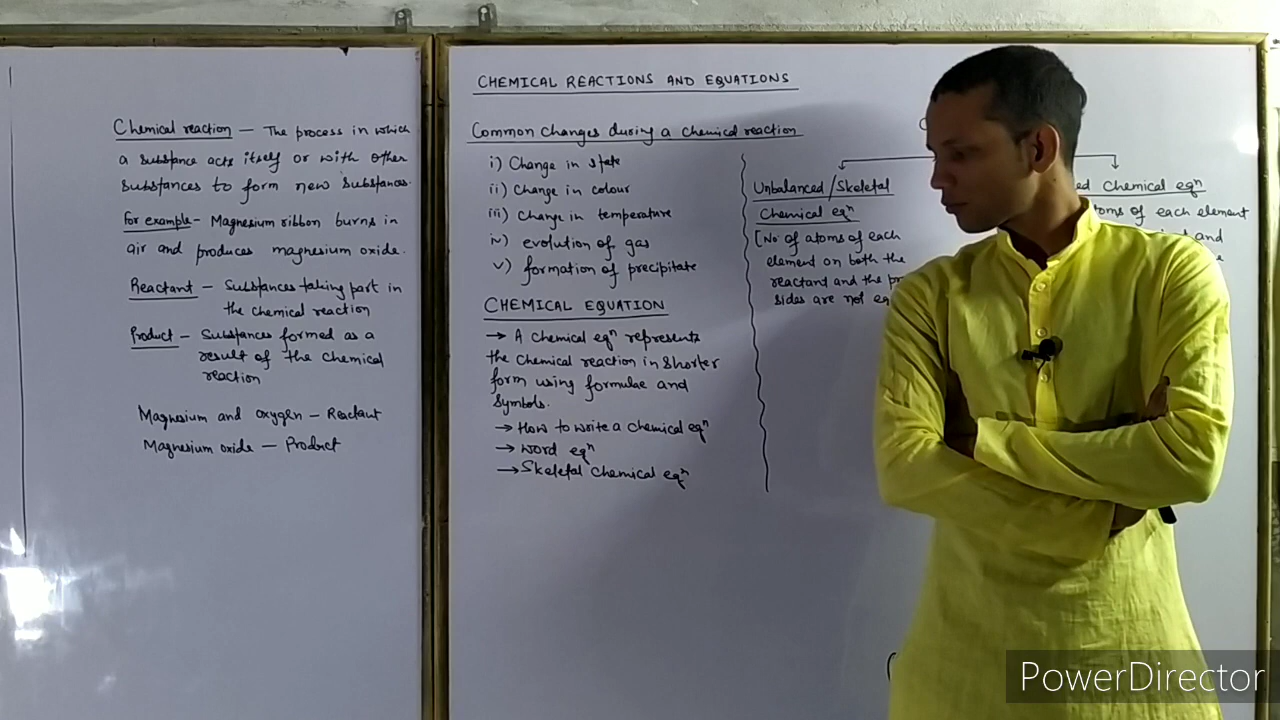 Chemical reaction — The process in which
a substance acts itself or with other
substances to form new substances.
For example - Magnesium ribbon burns in
air and produces magnesium oxide.
Reactant - Substances taking part in
the chemical reaction
Product - Substances formed as a
result of the chemical
reaction
Magnesium and oxygen - Reactant
Magnesium oxide - Product
CHEMICAL REACTIONS AND EQUATIONS
Common changes during a chemical reaction
i) Change in state
ii) Change in colour
iii) Change in temperature
iv) evolution of gas
v) formation of precipitate
CHEMICAL EQUATION
→ A chemical eqⁿ represents
the chemical reaction in shorter
form using formulae and
symbols.
→ How to write a chemical eqⁿ
→ word eqⁿ
→ Skeletal Chemical eqⁿ
Unbalanced/Skeletal
Chemical eqⁿ
[No of atoms of each
element on both the
reactant and the
sides are not
Chemical eqⁿ
of each element
and
PowerDirector